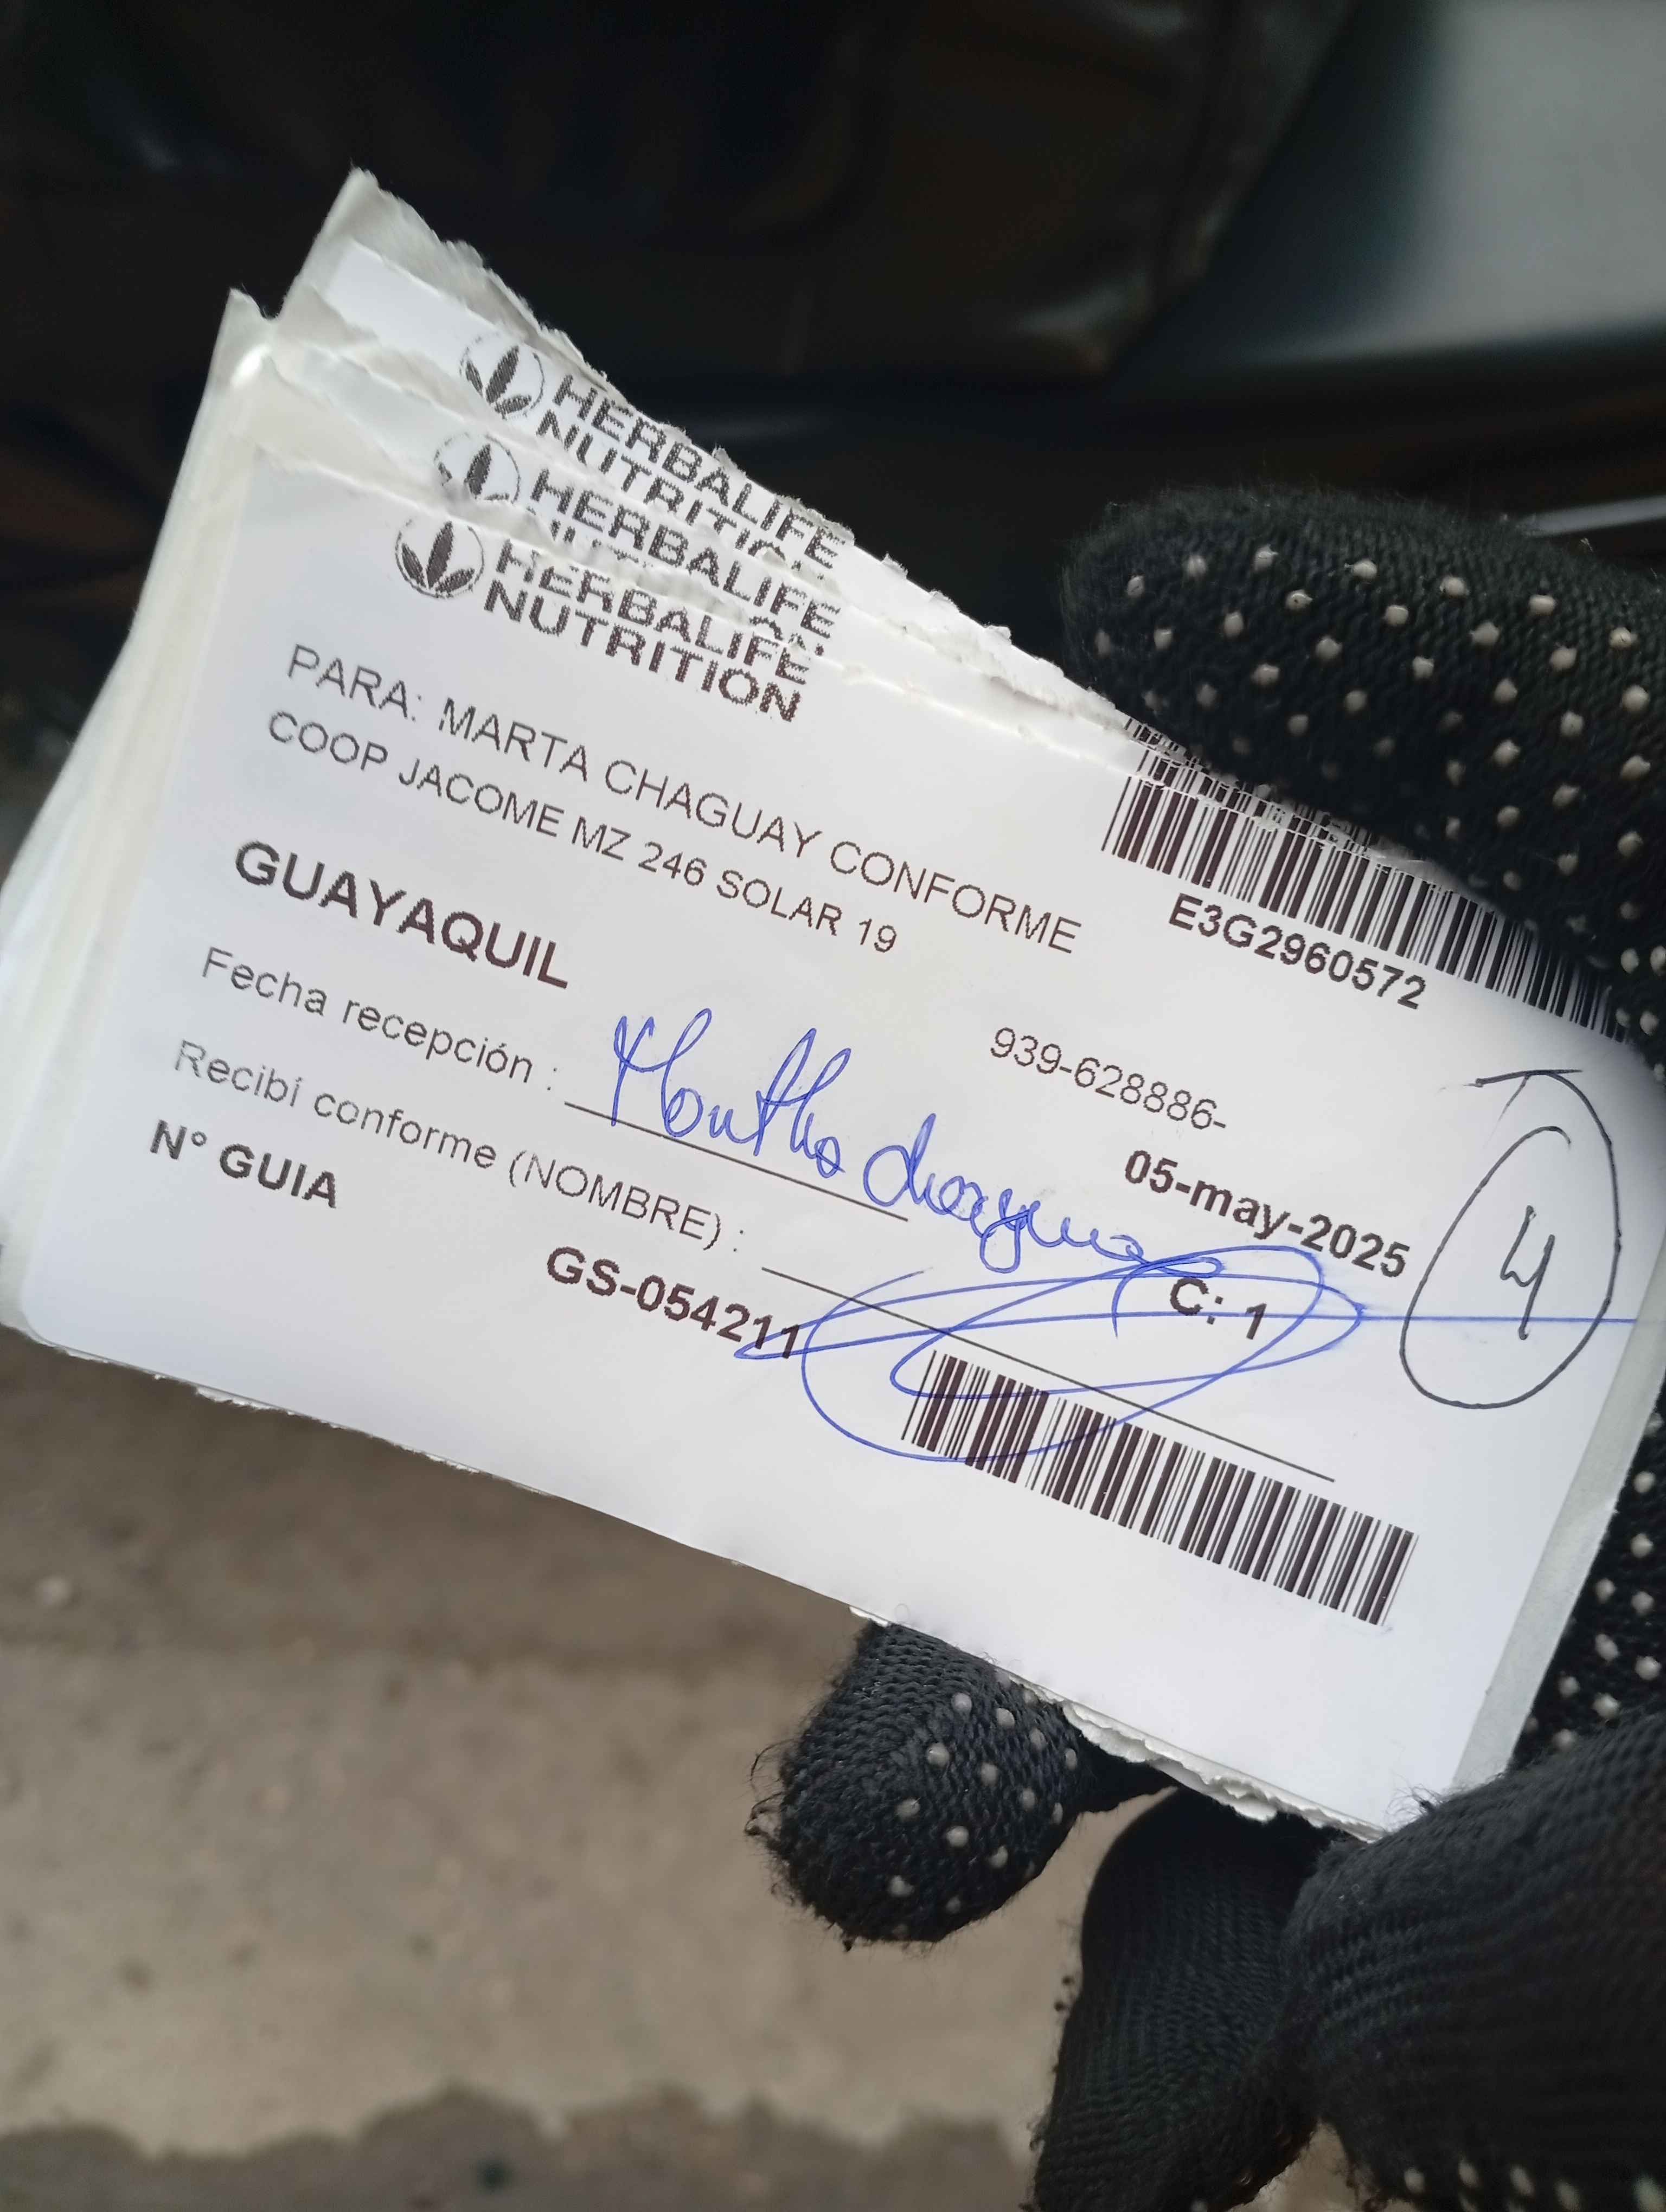 HERBALIFE
NUTRITION
HERBALIFE
HERBALIFE
NUTRITION
PARA: MARTA CHAGUAY CONFORME
COOP JACOME MZ 246 SOLAR 19
E3G2960572
GUAYAQUIL
939-628886-
Fecha recepción :
05-may-2025
Recibí conforme (NOMBRE) :
C: 1
4
N° GUIA
GS-054211